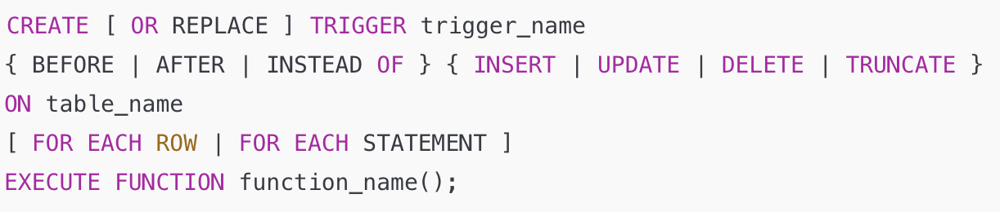 CREATE [ OR REPLACE ] TRIGGER trigger_name
{ BEFORE | AFTER | INSTEAD OF } { INSERT | UPDATE | DELETE | TRUNCATE }
ON table_name
[ FOR EACH ROW | FOR EACH STATEMENT ]
EXECUTE FUNCTION function_name();